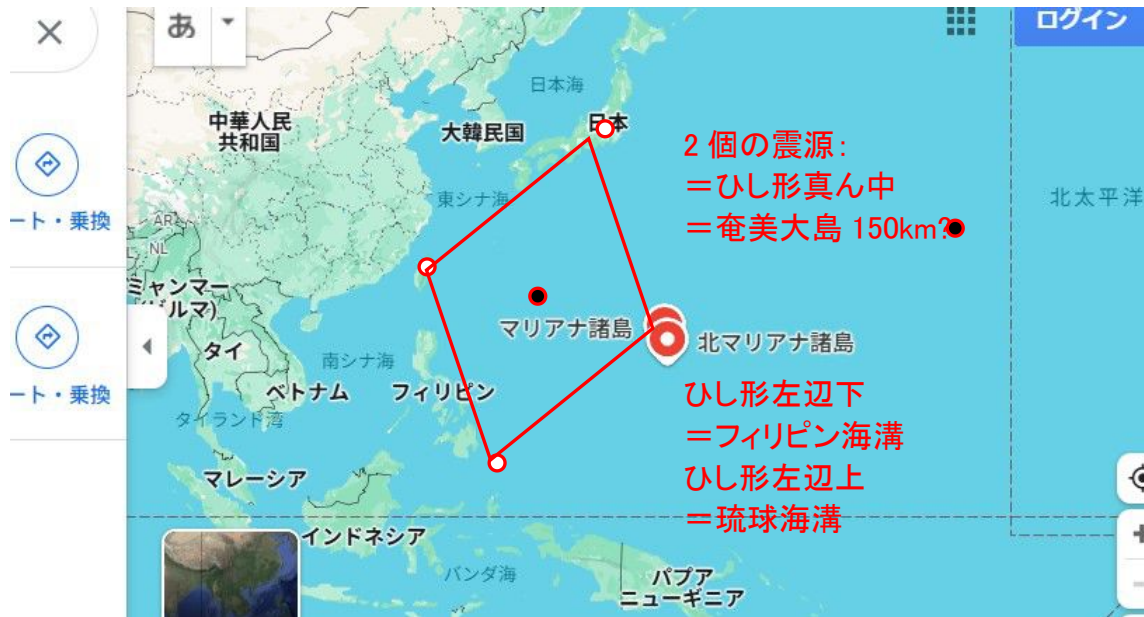 あ
ログイン
日本海
日本
中華人民
共和国
大韓民国
2個の震源:
＝ひし形真ん中
＝奄美大島 150km?
東シナ海
北太平洋
ート・乗換
AR
NL
ミャンマー
(ビルマ)
マリアナ諸島
北マリアナ諸島
タイ
南シナ海
ベトナム
フィリピン
ート・乗換
タイランド湾
ひし形左辺下
＝フィリピン海溝
ひし形左辺上
＝琉球海溝
マレーシア
インドネシア
バンダ海
パプア
ニューギニア